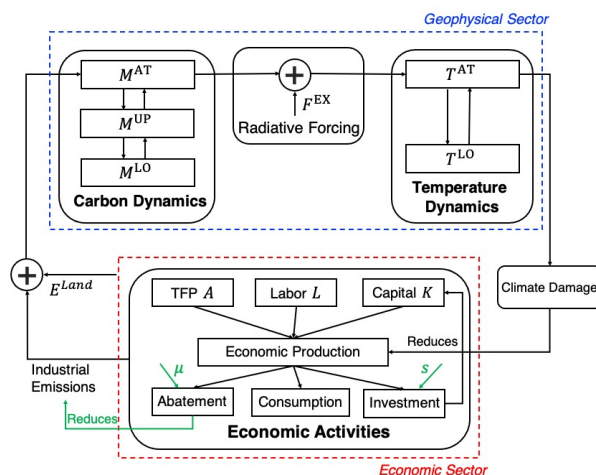 Geophysical Sector
M^AT
M^UP
M^LO
Carbon Dynamics
+
F^EX
Radiative Forcing
T^AT
T^LO
Temperature
Dynamics
+
E^Land
Climate Damage
TFP A
Labor L
Capital K
Reduces
Economic Production
μ
s
Industrial
Emissions
Abatement
Consumption
Investment
Reduces
Economic Activities
Economic Sector